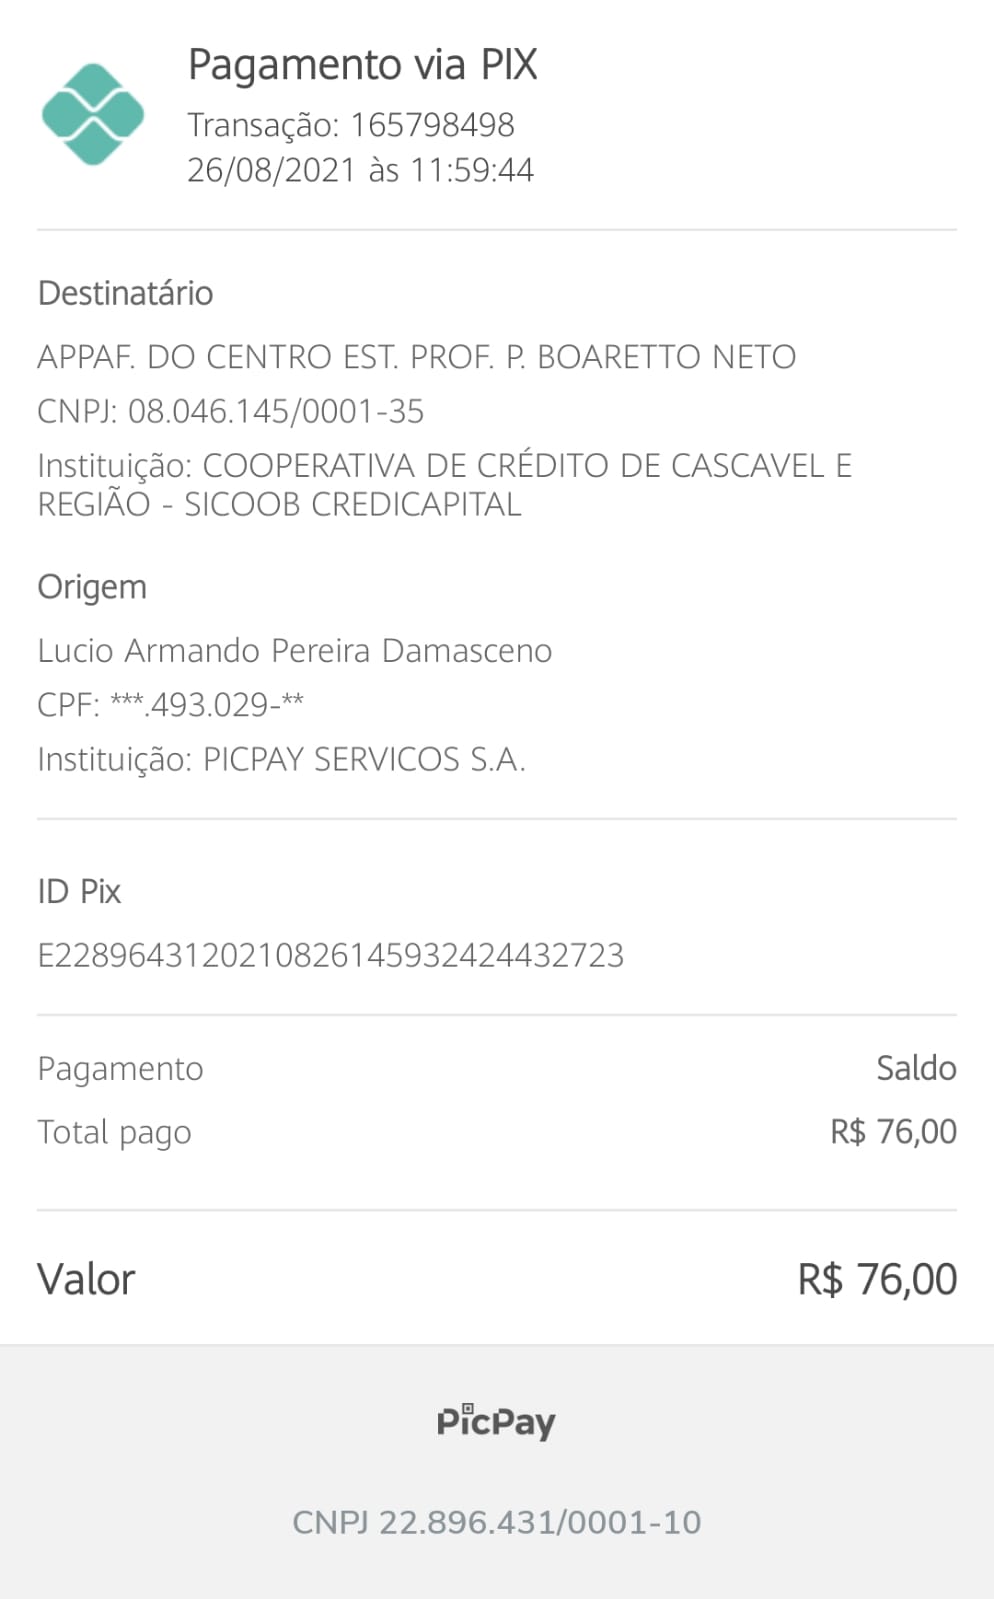 Pagamento via PIX
Transação: 165798498
26/08/2021 às 11:59:44
Destinatário
APPAF. DO CENTRO EST. PROF. P. BOARETTO NETO
CNPJ: 08.046.145/0001-35
Instituição: COOPERATIVA DE CRÉDITO DE CASCAVEL E
REGIÃO - SICOOB CREDICAPITAL
Origem
Lucio Armando Pereira Damasceno
CPF: ***.493.029-**
Instituição: PICPAY SERVICOS S.A.
ID Pix
E22896431202108261459324244​32723
Pagamento Saldo
Total pago R$ 76,00
Valor R$ 76,00
PicPay
CNPJ 22.896.431/0001-10